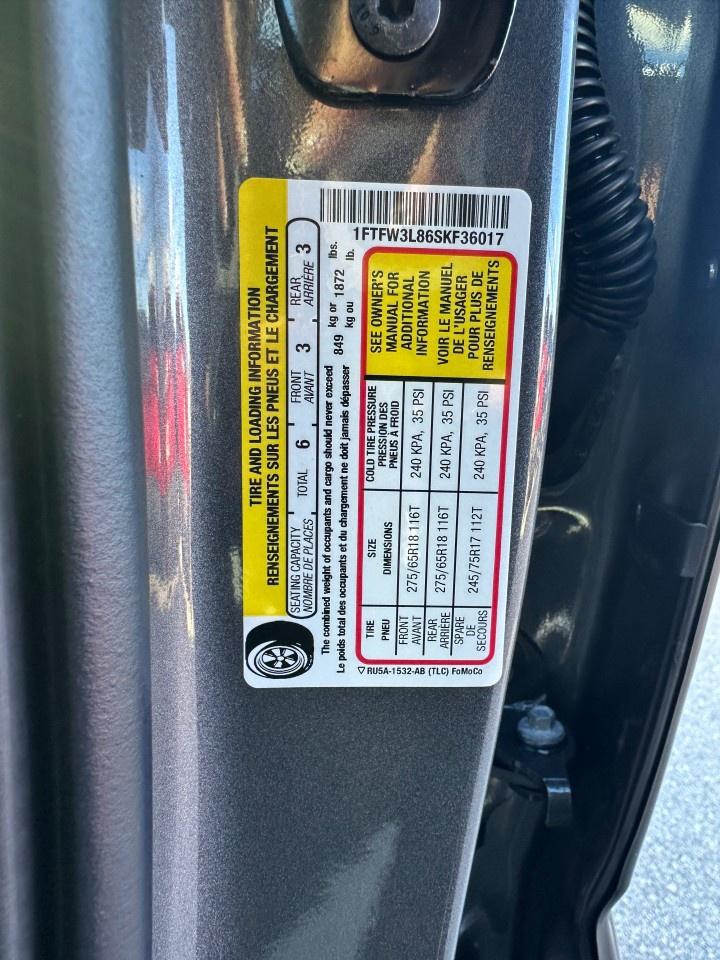 TIRE AND LOADING INFORMATION
RENSEIGNEMENTS SUR LES PNEUS ET LE CHARGEMENT
SEATING CAPACITY
NOMBRE DE PLACES
TOTAL 6
FRONT
AVANT
3
REAR
ARRIÈRE
3
The combined weight of occupants and cargo should never exceed
Le poids total des occupants et du chargement ne doit jamais dépasser
849
kg or
kg ou
1872
lbs.
lb.
TIRE
PNEU
SIZE
DIMENSIONS
COLD TIRE PRESSURE
PRESSION DES
PNEUS À FROID
FRONT
AVANT
275/65R18 116T
240 KPA, 35 PSI
REAR
ARRIÈRE
275/65R18 116T
240 KPA, 35 PSI
SPARE
DE
SECOURS
245/75R17 112T
240 KPA, 35 PSI
SEE OWNER'S
MANUAL FOR
ADDITIONAL
INFORMATION
VOIR LE MANUEL
DE L'USAGER
POUR PLUS DE
RENSEIGNEMENTS
1FTFW3L86SKF36017
RU5A-1532-AB (TLC) FoMoCo